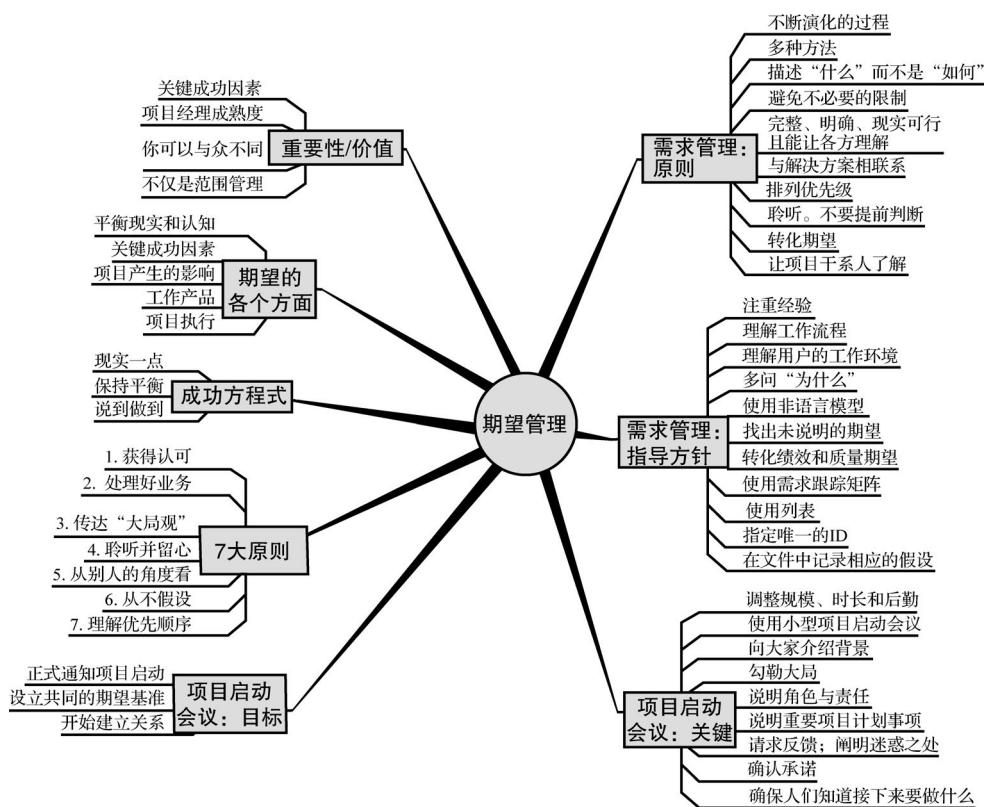 期望管理
重要性/价值
关键成功因素
项目经理成熟度
你可以与众不同
不仅是范围管理
期望的
各个方面
平衡现实和认知
关键成功因素
项目产生的影响
工作产品
项目执行
成功方程式
现实一点
保持平衡
说到做到
7大原则
1. 获得认可
2. 处理好业务
3. 传达“大局观”
4. 聆听并留心
5. 从别人的角度看
6. 从不假设
7. 理解优先顺序
项目启动
会议：目标
正式通知项目启动
设立共同的期望基准
开始建立关系
需求管理：
原则
不断演化的过程
多种方法
描述“什么”而不是“如何”
避免不必要的限制
完整、明确、现实可行
且能让各方理解
与解决方案相联系
排列优先级
聆听。不要提前判断
转化期望
让项目干系人了解
需求管理：
指导方针
注重经验
理解工作流程
理解用户的工作环境
多问“为什么”
使用非语言模型
找出未说明的期望
转化绩效和质量期望
使用需求跟踪矩阵
使用列表
指定唯一的ID
在文件中记录相应的假设
项目启动
会议：关键
调整规模、时长和后勤
使用小型项目启动会议
向大家介绍背景
勾勒大局
说明角色与责任
说明重要项目计划事项
请求反馈；阐明迷惑之处
确认承诺
确保人们知道接下来要做什么